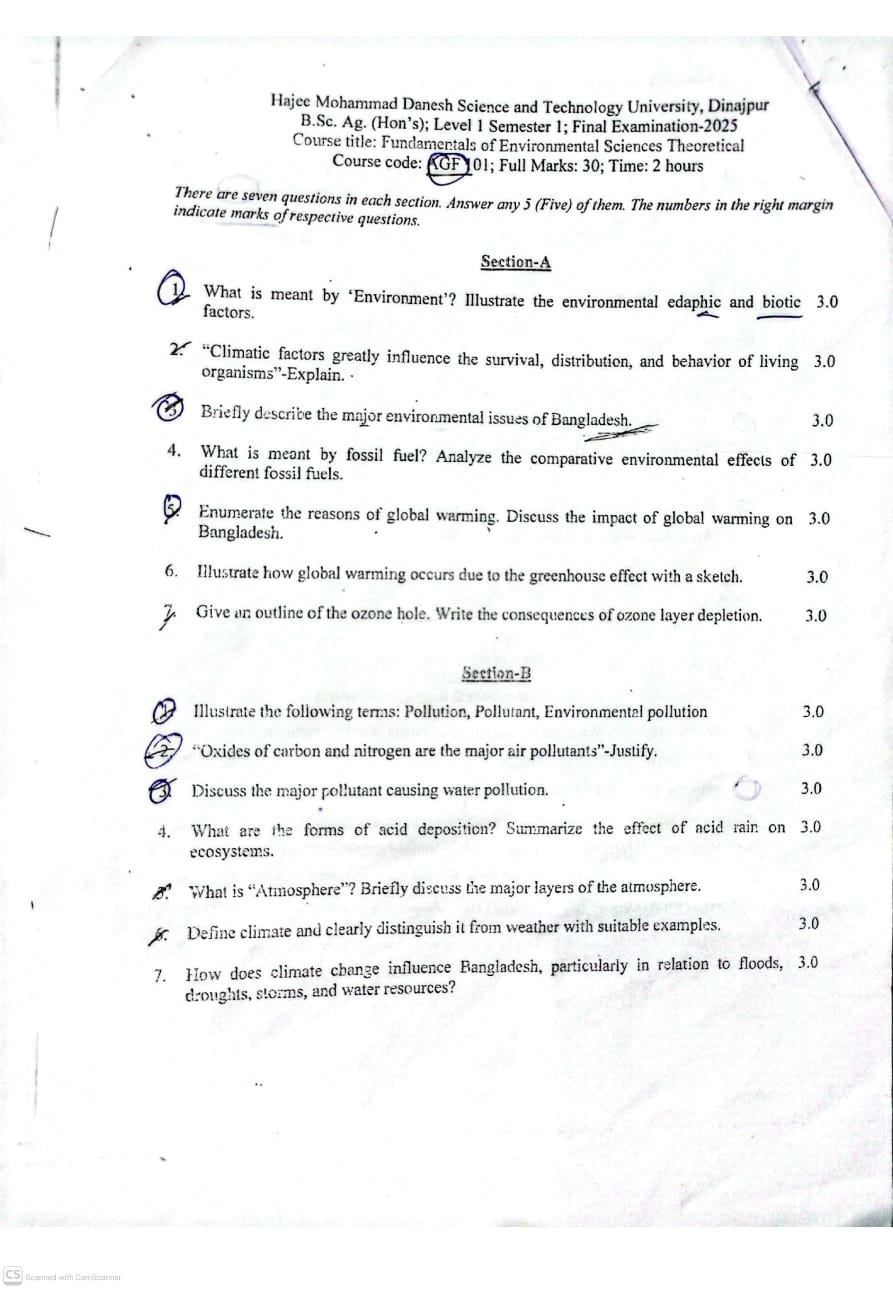 Hajee Mohammad Danesh Science and Technology University, Dinajpur
B.Sc. Ag. (Hon's); Level 1 Semester 1; Final Examination-2025
Course title: Fundamentals of Environmental Sciences Theoretical
Course code: AGF 101; Full Marks: 30; Time: 2 hours
There are seven questions in each section. Answer any 5 (Five) of them. The numbers in the right margin
indicate marks of respective questions.
Section-A
1. What is meant by 'Environment'? Illustrate the environmental edaphic and biotic 3.0
factors.
2. "Climatic factors greatly influence the survival, distribution, and behavior of living 3.0
organisms"-Explain.
3. Briefly describe the major environmental issues of Bangladesh. 3.0
4. What is meant by fossil fuel? Analyze the comparative environmental effects of 3.0
different fossil fuels.
5. Enumerate the reasons of global warming. Discuss the impact of global warming on 3.0
Bangladesh.
6. Illustrate how global warming occurs due to the greenhouse effect with a sketch. 3.0
7. Give an outline of the ozone hole. Write the consequences of ozone layer depletion. 3.0
Section-B
1. Illustrate the following terms: Pollution, Pollutant, Environmental pollution 3.0
2. "Oxides of carbon and nitrogen are the major air pollutants"-Justify. 3.0
3. Discuss the major pollutant causing water pollution. 3.0
4. What are the forms of acid deposition? Summarize the effect of acid rain on 3.0
ecosystems.
5. What is "Atmosphere"? Briefly discuss the major layers of the atmosphere. 3.0
6. Define climate and clearly distinguish it from weather with suitable examples. 3.0
7. How does climate change influence Bangladesh, particularly in relation to floods, 3.0
droughts, storms, and water resources?
CS Scanned with CamScanner